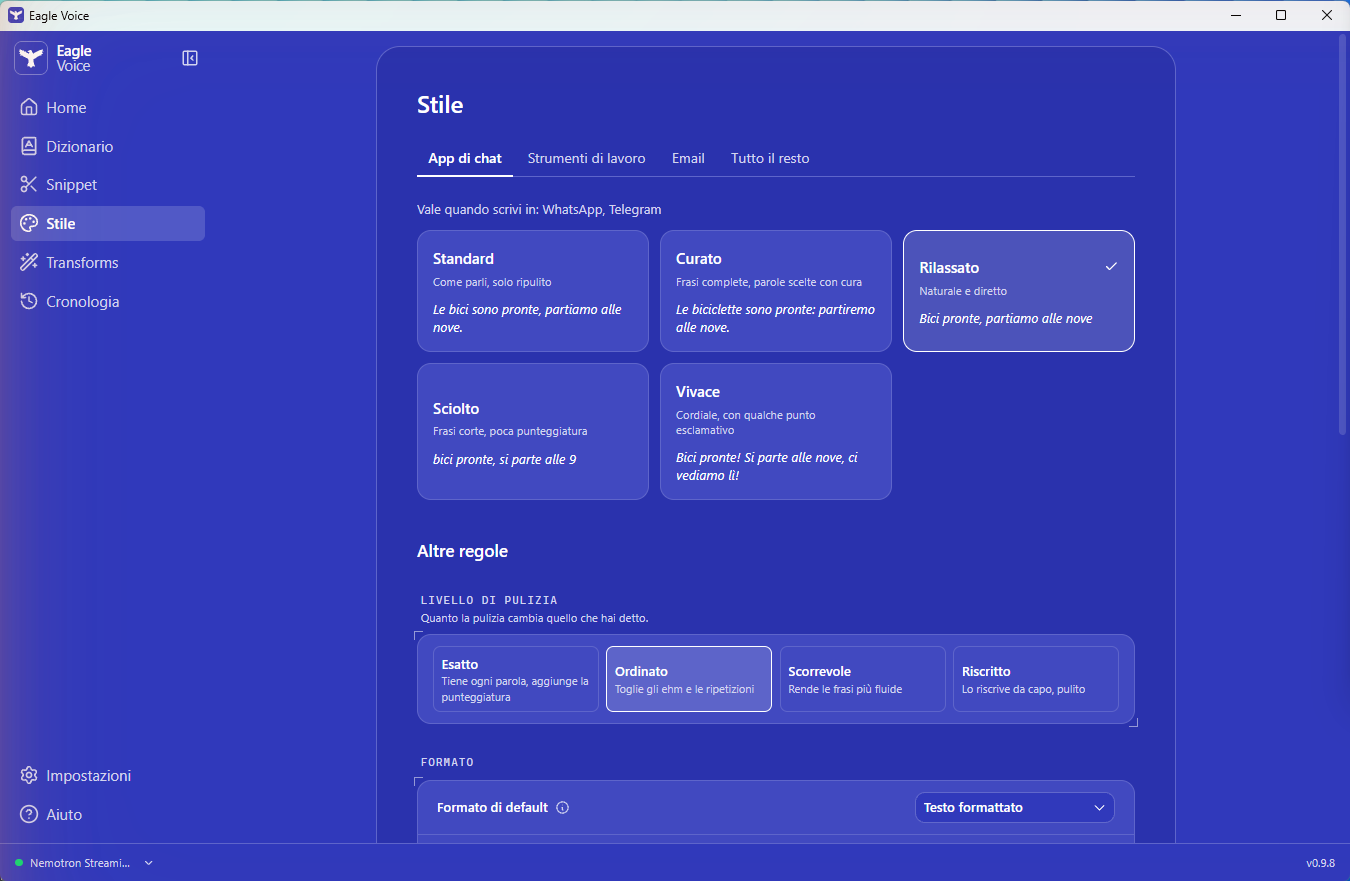 Eagle Voice
Eagle
Voice
Home
Dizionario
Snippet
Stile
Transforms
Cronologia
Impostazioni
Aiuto
Stile
App di chat
Strumenti di lavoro
Email
Tutto il resto
Vale quando scrivi in: WhatsApp, Telegram
Standard
Come parli, solo ripulito
Le bici sono pronte, partiamo alle
nove.
Curato
Frasi complete, parole scelte con cura
Le biciclette sono pronte: partiremo
alle nove.
Rilassato
Naturale e diretto
Bici pronte, partiamo alle nove
Sciolto
Frasi corte, poca punteggiatura
bici pronte, si parte alle 9
Vivace
Cordiale, con qualche punto
esclamativo
Bici pronte! Si parte alle nove, ci
vediamo lì!
Altre regole
LIVELLO DI PULIZIA
Quanto la pulizia cambia quello che hai detto.
Esatto
Tiene ogni parola, aggiunge la
punteggiatura
Ordinato
Toglie gli ehm e le ripetizioni
Scorrevole
Rende le frasi più fluide
Riscritto
Lo riscrive da capo, pulito
FORMATO
Formato di default
Testo formattato
Nemotron Streami...
v0.9.8